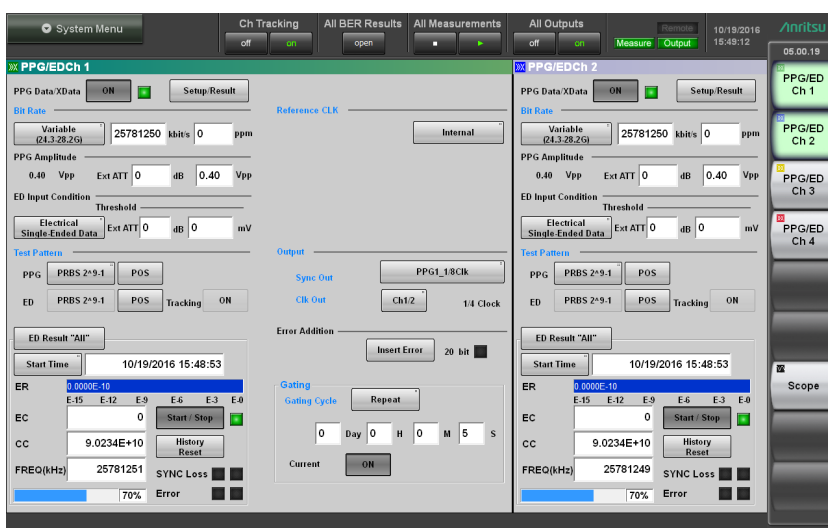 System Menu
Ch Tracking
off on
All BER Results
open
All Measurements
All Outputs
off on
Remote
Measure Output
10/19/2016
15:49:12
Anritsu
05.00.19
PPG/EDCh 1
PPG Data/XData ON Setup/Result
Bit Rate
Variable
(24.3-28.2G)
25781250 kbit/s 0 ppm
PPG Amplitude
0.40 Vpp Ext ATT 0 dB 0.40 Vpp
ED Input Condition
Threshold
Electrical
Single-Ended Data
Ext ATT 0 dB 0 mV
Test Pattern
PPG PRBS 2^9-1 POS
ED PRBS 2^9-1 POS Tracking ON
ED Result "All"
Start Time 10/19/2016 15:48:53
ER 0.0000E-10
E-15 E-12 E-9 E-6 E-3 E-0
EC 0 Start / Stop
CC 9.0234E+10 History
Reset
FREQ(kHz) 25781251 SYNC Loss
70% Error
Reference CLK
Internal
Output
Sync Out PPG1_1/8Clk
Clk Out Ch1/2 1/4 Clock
Error Addition
Insert Error 20 bit
Gating
Gating Cycle Repeat
0 Day 0 H 0 M 5 S
Current ON
PPG/EDCh 2
PPG Data/XData ON Setup/Result
Bit Rate
Variable
(24.3-28.2G)
25781250 kbit/s 0 ppm
PPG Amplitude
0.40 Vpp Ext ATT 0 dB 0.40 Vpp
ED Input Condition
Threshold
Electrical
Single-Ended Data
Ext ATT 0 dB 0 mV
Test Pattern
PPG PRBS 2^9-1 POS
ED PRBS 2^9-1 POS Tracking ON
ED Result "All"
Start Time 10/19/2016 15:48:53
ER 0.0000E-10
E-15 E-12 E-9 E-6 E-3 E-0
EC 0 Start / Stop
CC 9.0234E+10 History
Reset
FREQ(kHz) 25781249 SYNC Loss
70% Error
PPG/ED
Ch 1
PPG/ED
Ch 2
PPG/ED
Ch 3
PPG/ED
Ch 4
Scope